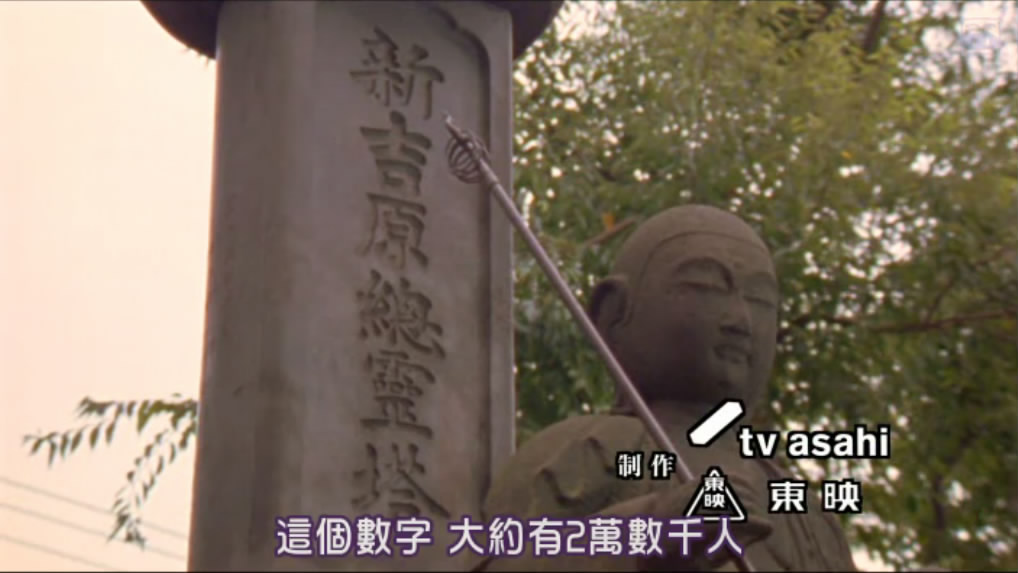 新吉原總靈塔
tv asahi
制作
東映
東映
這個數字 大約有2萬數千人